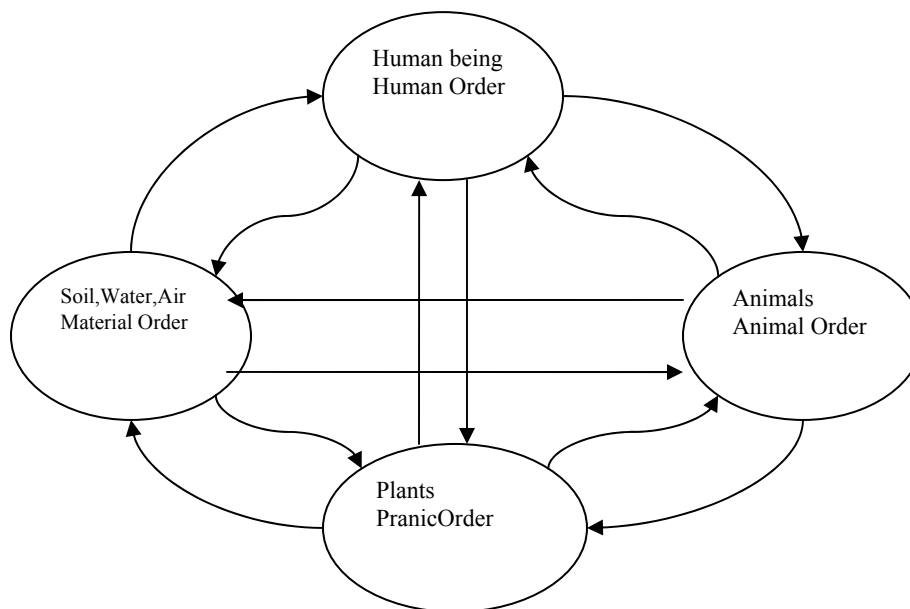 Human being
Human Order
Soil,Water,Air
Material Order
Animals
Animal Order
Plants
PranicOrder